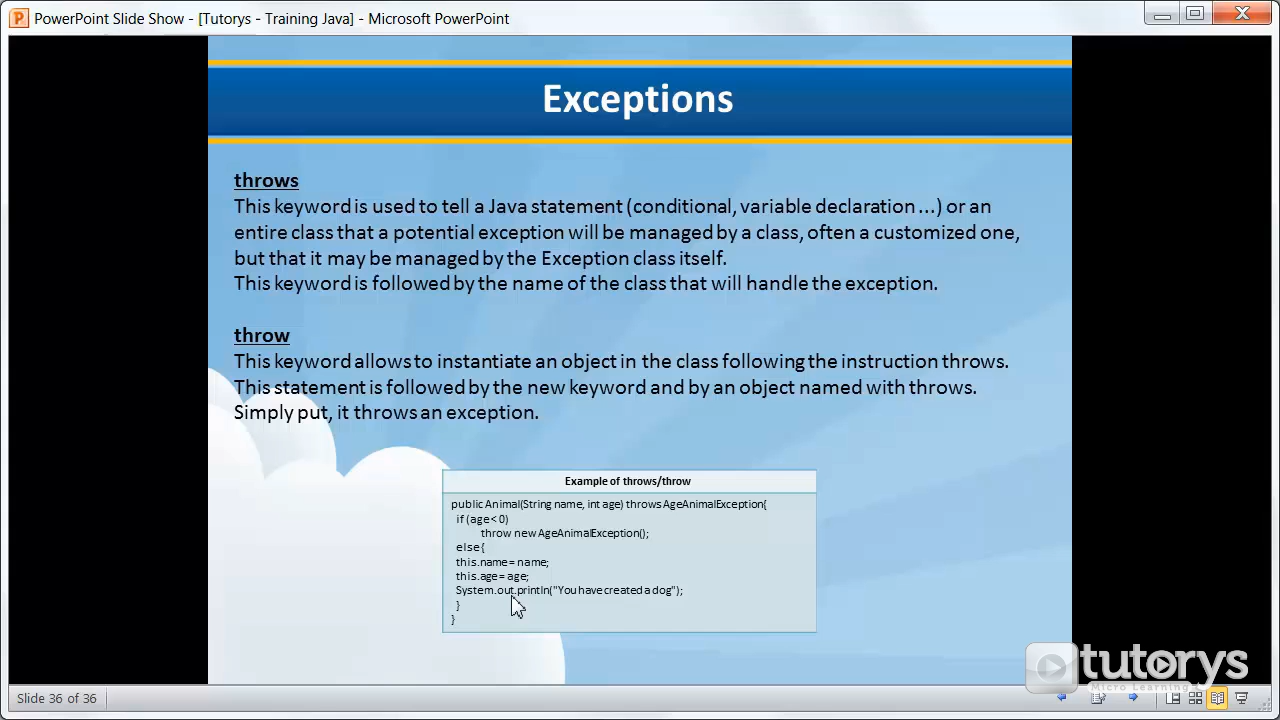 PowerPoint Slide Show - [Tutorys - Training Java] - Microsoft PowerPoint
Exceptions
throws
This keyword is used to tell a Java statement (conditional, variable declaration ...) or an
entire class that a potential exception will be managed by a class, often a customized one,
but that it may be managed by the Exception class itself.
This keyword is followed by the name of the class that will handle the exception.
throw
This keyword allows to instantiate an object in the class following the instruction throws.
This statement is followed by the new keyword and by an object named with throws.
Simply put, it throws an exception.
Example of throws/throw
public Animal(String name, int age) throws AgeAnimalException{
if (age< 0)
throw new AgeAnimalException();
else{
this.name= name;
this.age= age;
System.out.println("You have created a dog");
}
}
tutorys
Micro Learning
Slide 36 of 36